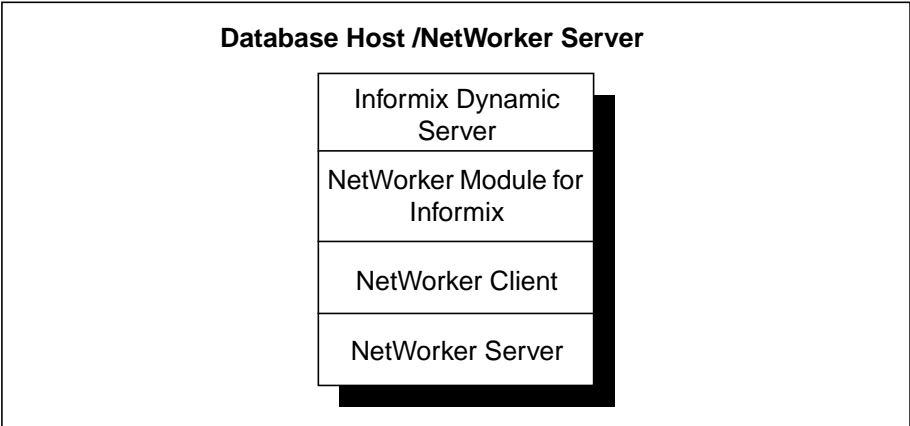 Database Host /NetWorker Server
Informix Dynamic
Server
NetWorker Module for
Informix
NetWorker Client
NetWorker Server